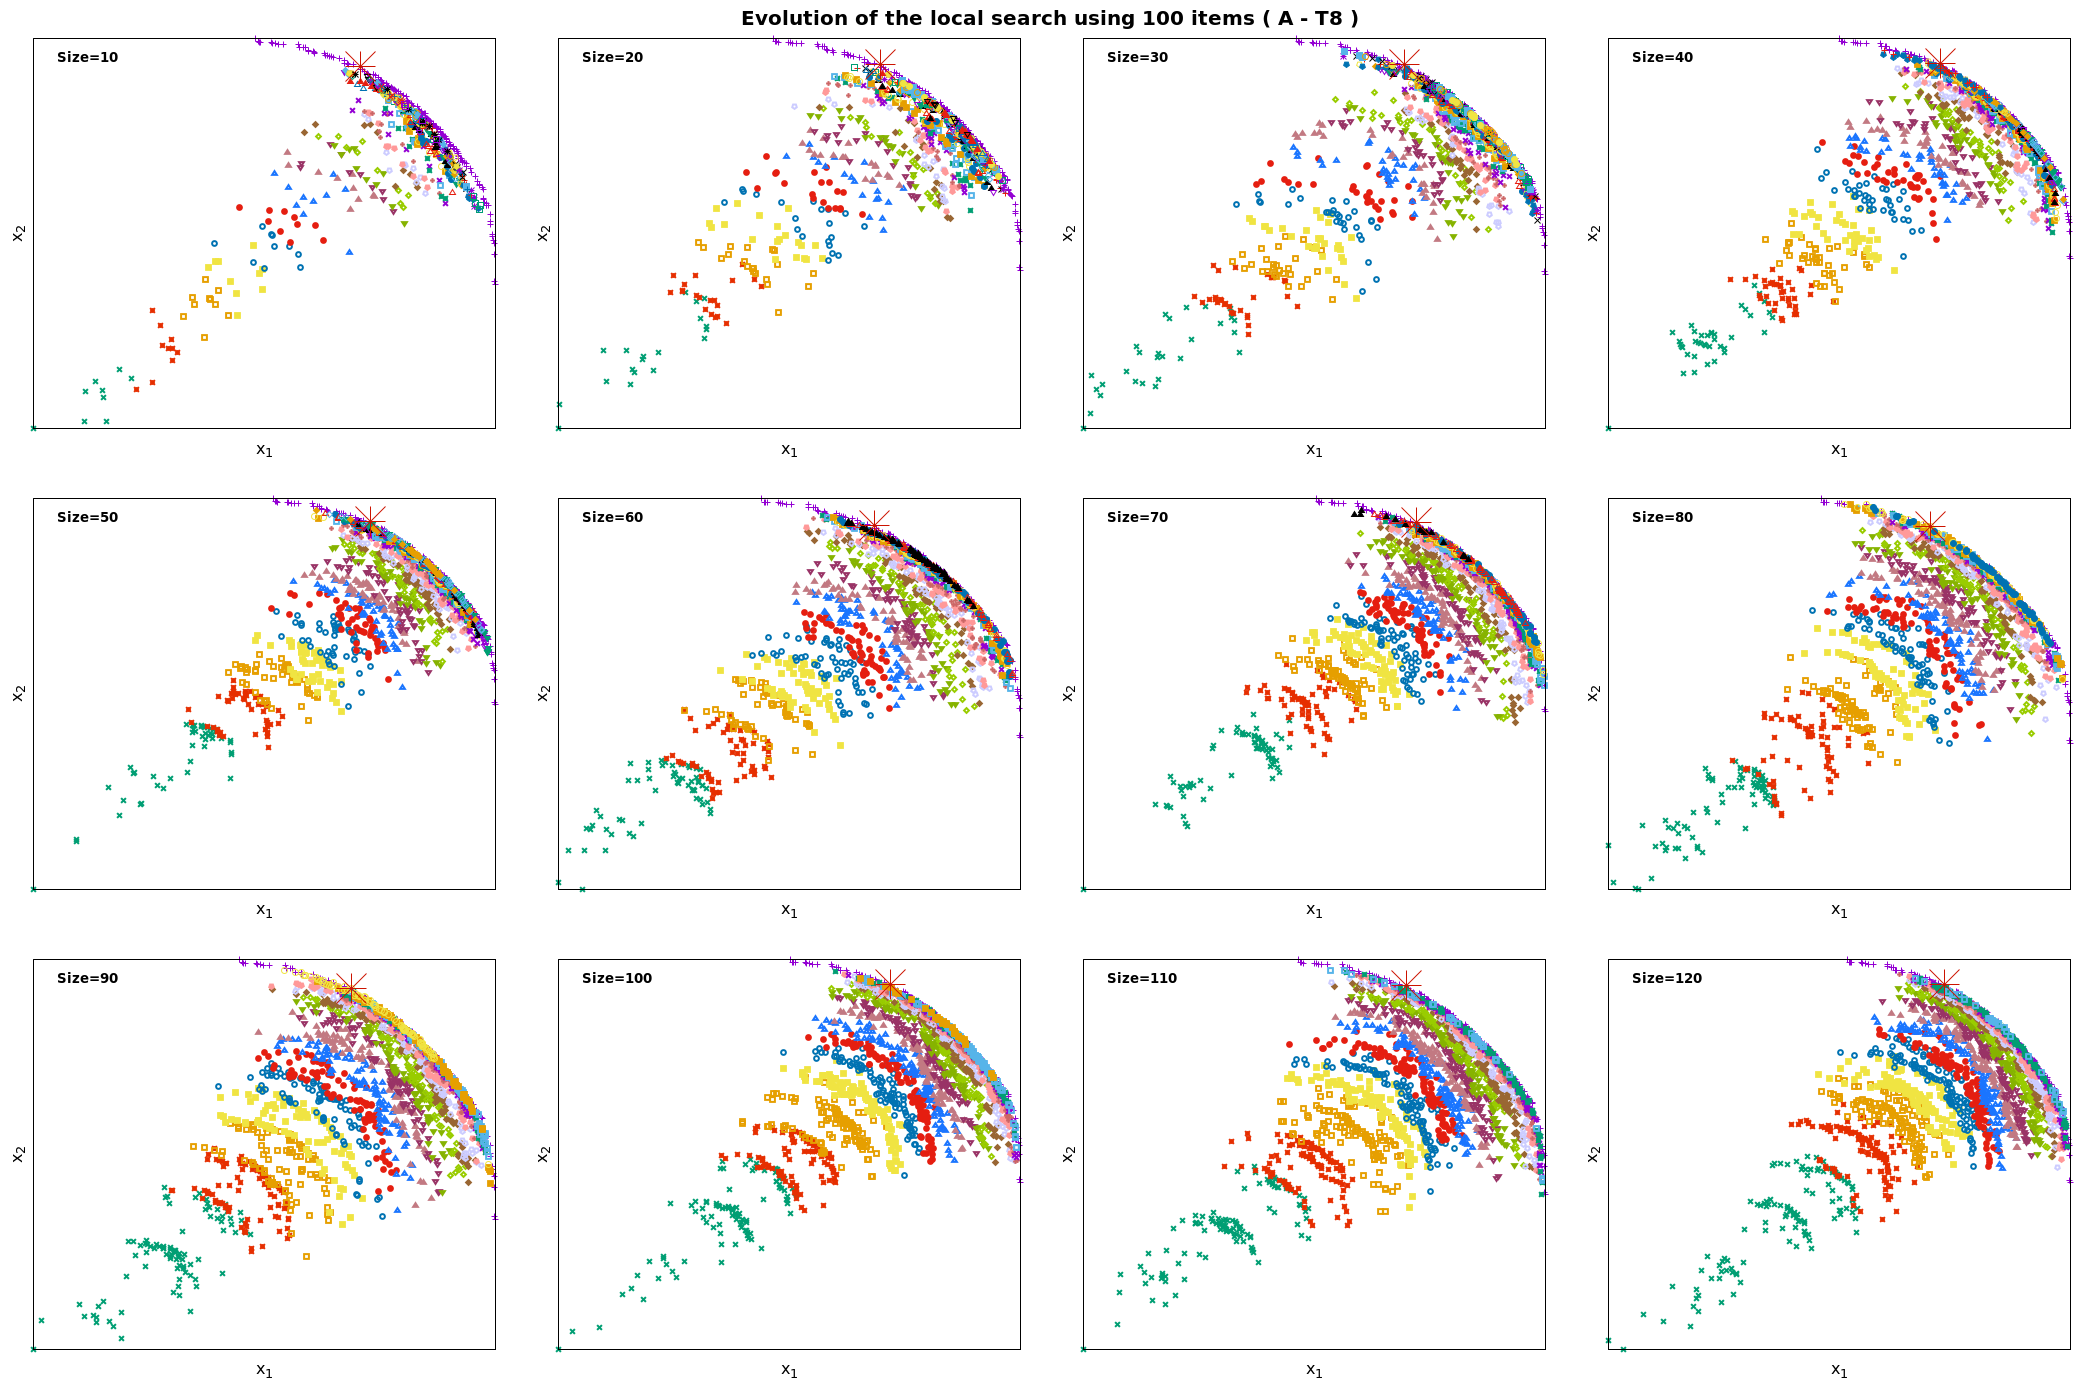 Evolution of the local search using 100 items ( A - T8 )
Size=10
Size=20
Size=30
Size=40
x2
x2
x2
x2
x1
x1
x1
x1
Size=50
Size=60
Size=70
Size=80
x2
x2
x2
x2
x1
x1
x1
x1
Size=90
Size=100
Size=110
Size=120
x2
x2
x2
x2
x1
x1
x1
x1